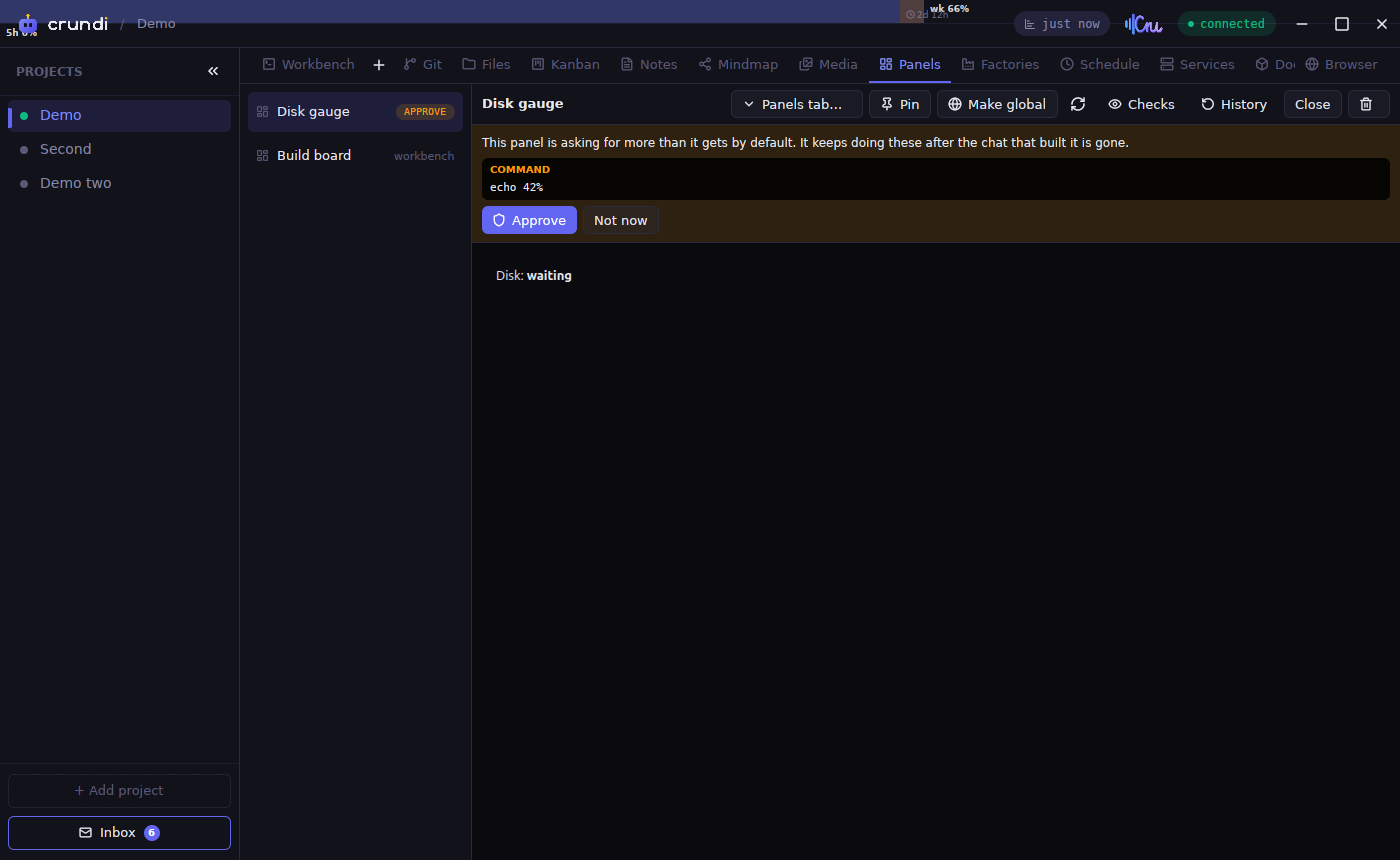 wk 66%
2d 12h
5h 6%
crundi / Demo
just now
Cru
connected
PROJECTS
Demo
Second
Demo two
+ Add project
Inbox 6
Workbench
Git
Files
Kanban
Notes
Mindmap
Media
Panels
Factories
Schedule
Services
Doc
Browser
Disk gauge APPROVE
Build board workbench
Disk gauge
Panels tab...
Pin
Make global
Checks
History
Close
This panel is asking for more than it gets by default. It keeps doing these after the chat that built it is gone.
COMMAND
echo 42%
Approve
Not now
Disk: waiting